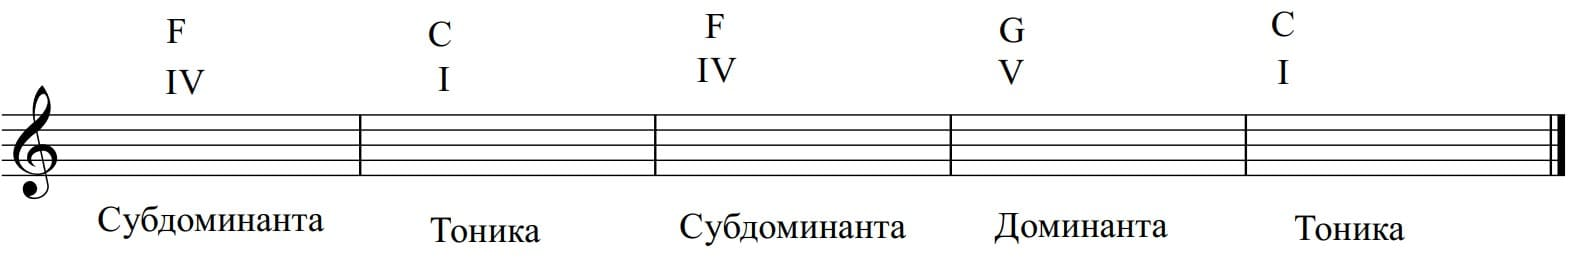 F C F G C
IV I IV V I
Субдоминанта Тоника Субдоминанта Доминанта Тоника